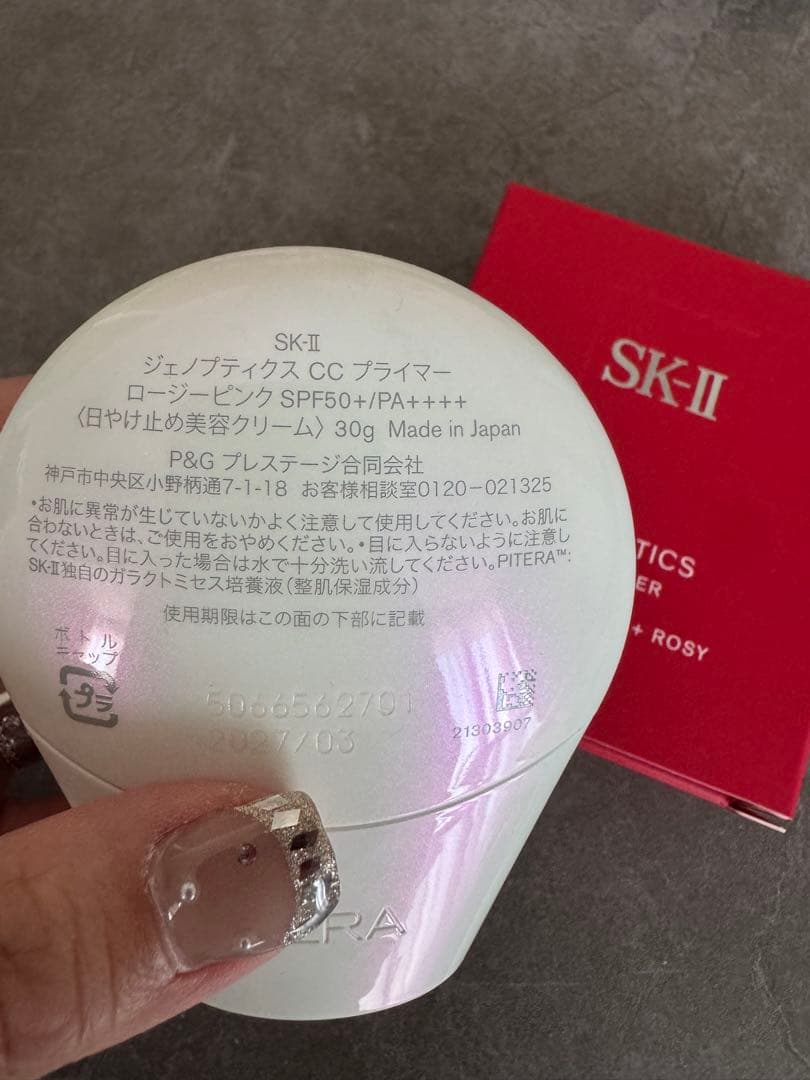 SK-II
ジェノプティクス CC プライマー
ロージーピンク SPF50+/PA++++
〈日やけ止め美容クリーム〉 30g Made in Japan
P&G プレステージ合同会社
神戸市中央区小野柄通7-1-18 お客様相談室0120-021325
•お肌に異常が生じていないかよく注意して使用してください。お肌に
合わないときは、ご使用をおやめください。•目に入らないように注意し
てください。目に入った場合は水で十分洗い流してください。PITERA™:
SK-II独自のガラクトミセス培養液（整肌保湿成分）
使用期限はこの面の下部に記載
ボトル
キャップ
プラ
5066562701
027/03
21303907
ERA
SK-II
TICS
ER
+ ROSY